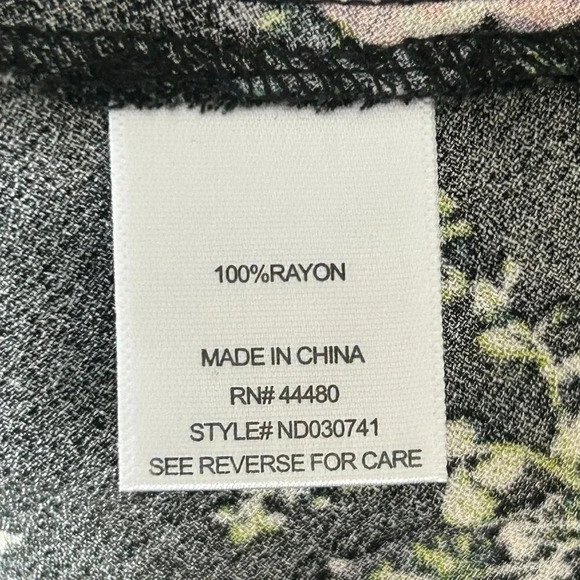 100%RAYON
MADE IN CHINA
RN# 44480
STYLE# ND030741
SEE REVERSE FOR CARE